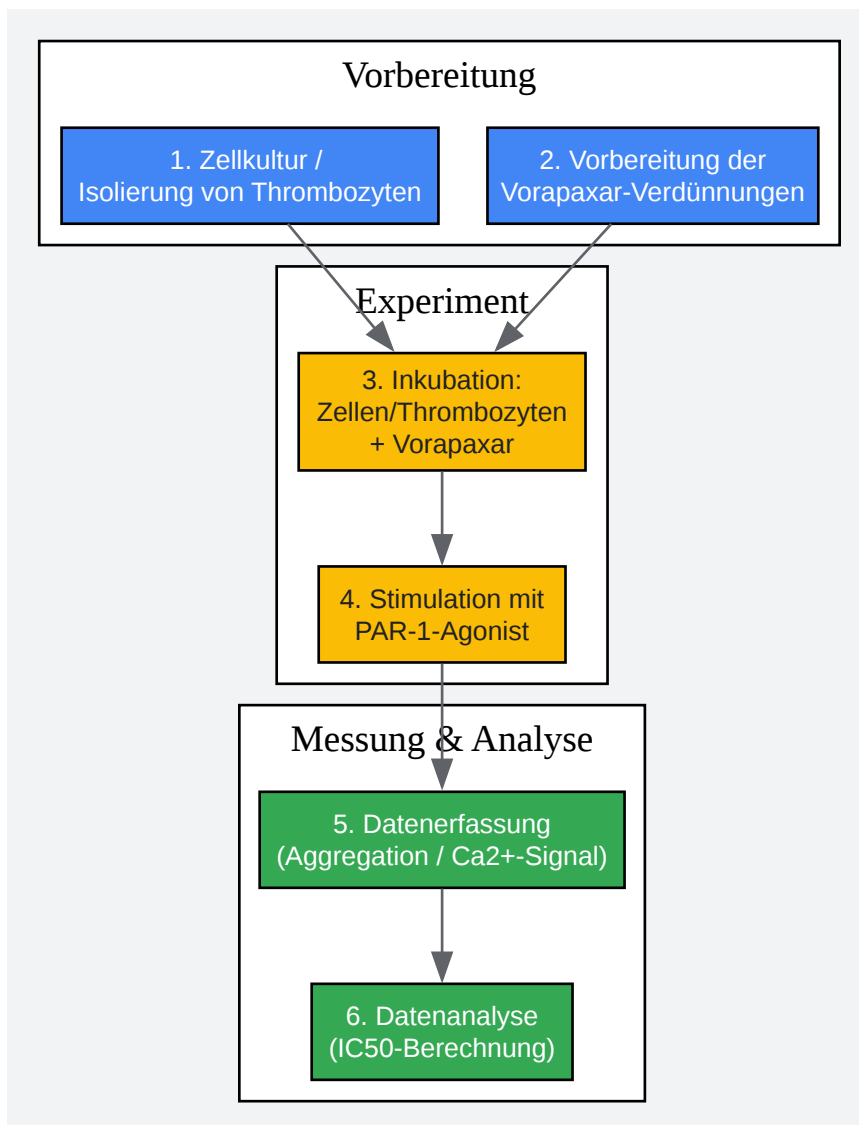 Vorbereitung
1. Zellkultur /
Isolierung von Thrombozyten
2. Vorbereitung der
Vorapaxar-Verdünnungen
Experiment
3. Inkubation:
Zellen/Thrombozyten
+ Vorapaxar
4. Stimulation mit
PAR-1-Agonist
Messung & Analyse
5. Datenerfassung
(Aggregation / Ca2+-Signal)
6. Datenanalyse
(IC50-Berechnung)